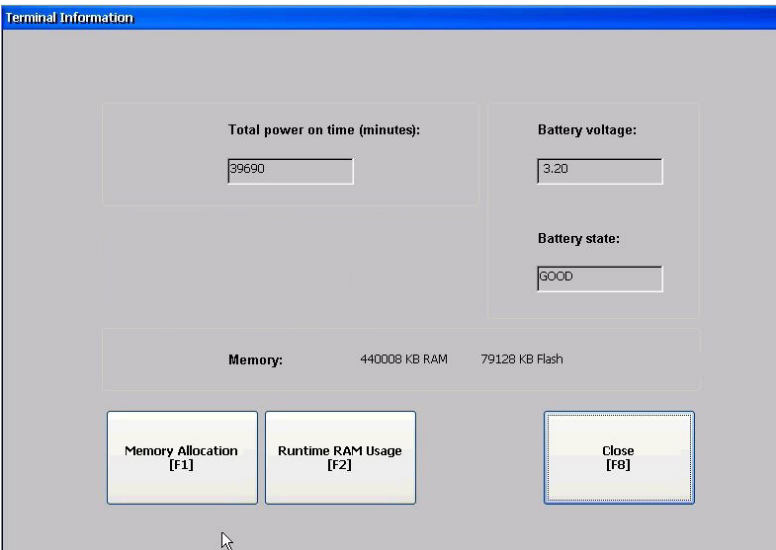 Terminal Information
Total power on time (minutes):
39690
Battery voltage:
3.20
Battery state:
GOOD
Memory: 440008 KB RAM 79128 KB Flash
Memory Allocation
[F1]
Runtime RAM Usage
[F2]
Close
[F8]